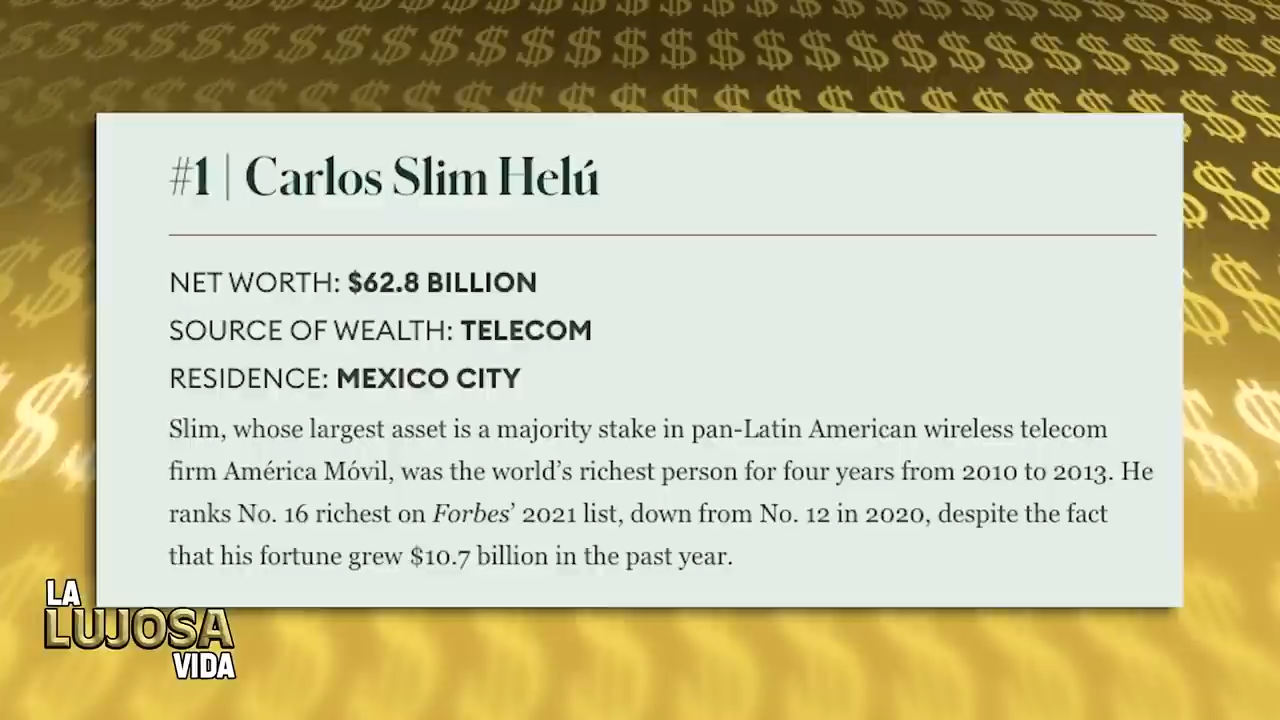 #1 | Carlos Slim Helú
NET WORTH: $62.8 BILLION
SOURCE OF WEALTH: TELECOM
RESIDENCE: MEXICO CITY
Slim, whose largest asset is a majority stake in pan-Latin American wireless telecom
firm América Móvil, was the world’s richest person for four years from 2010 to 2013. He
ranks No. 16 richest on Forbes’ 2021 list, down from No. 12 in 2020, despite the fact
that his fortune grew $10.7 billion in the past year.
LA
LUJOSA
VIDA